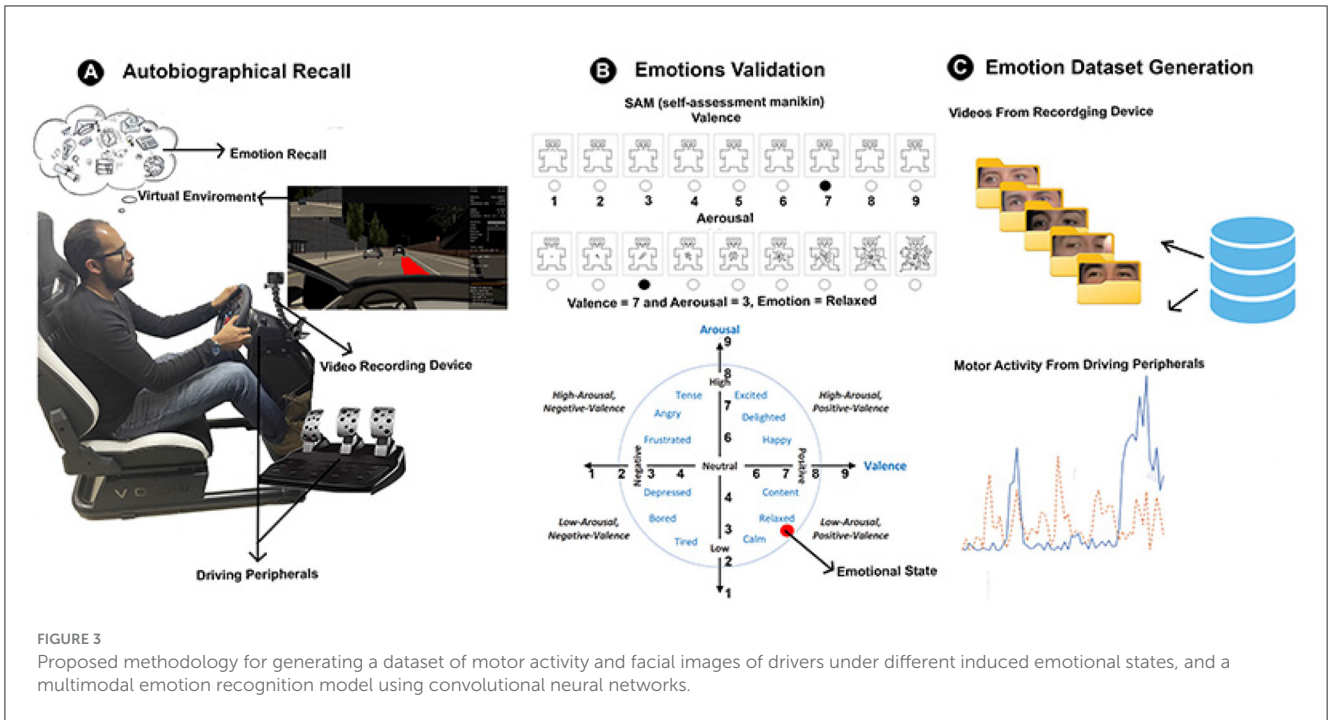 A Autobiographical Recall
Emotion Recall
Virtual Enviroment
Video Recording Device
Driving Peripherals
B Emotions Validation
SAM (self-assessment manikin)
Valence
1 2 3 4 5 6 7 8 9
Aerousal
Valence = 7 and Aerousal = 3, Emotion = Relaxed
Arousal
9
8
High
High-Arousal,
Negative-Valence
Tense
Excited
High-Arousal,
Positive-Valence
7
Angry
Delighted
6
Frustrated
Happy
Negative
Positive
1 2 3 4 Neutral 6 7 8 9 Valence
Depressed
4
Content
Low-Arousal,
Negative-Valence
Bored
3
Relaxed
Low-Arousal,
Positive-Valence
Tired
Low
Calm
2
1
Emotional State
C Emotion Dataset Generation
Videos From Recordging Device
Motor Activity From Driving Peripherals
FIGURE 3
Proposed methodology for generating a dataset of motor activity and facial images of drivers under different induced emotional states, and a
multimodal emotion recognition model using convolutional neural networks.